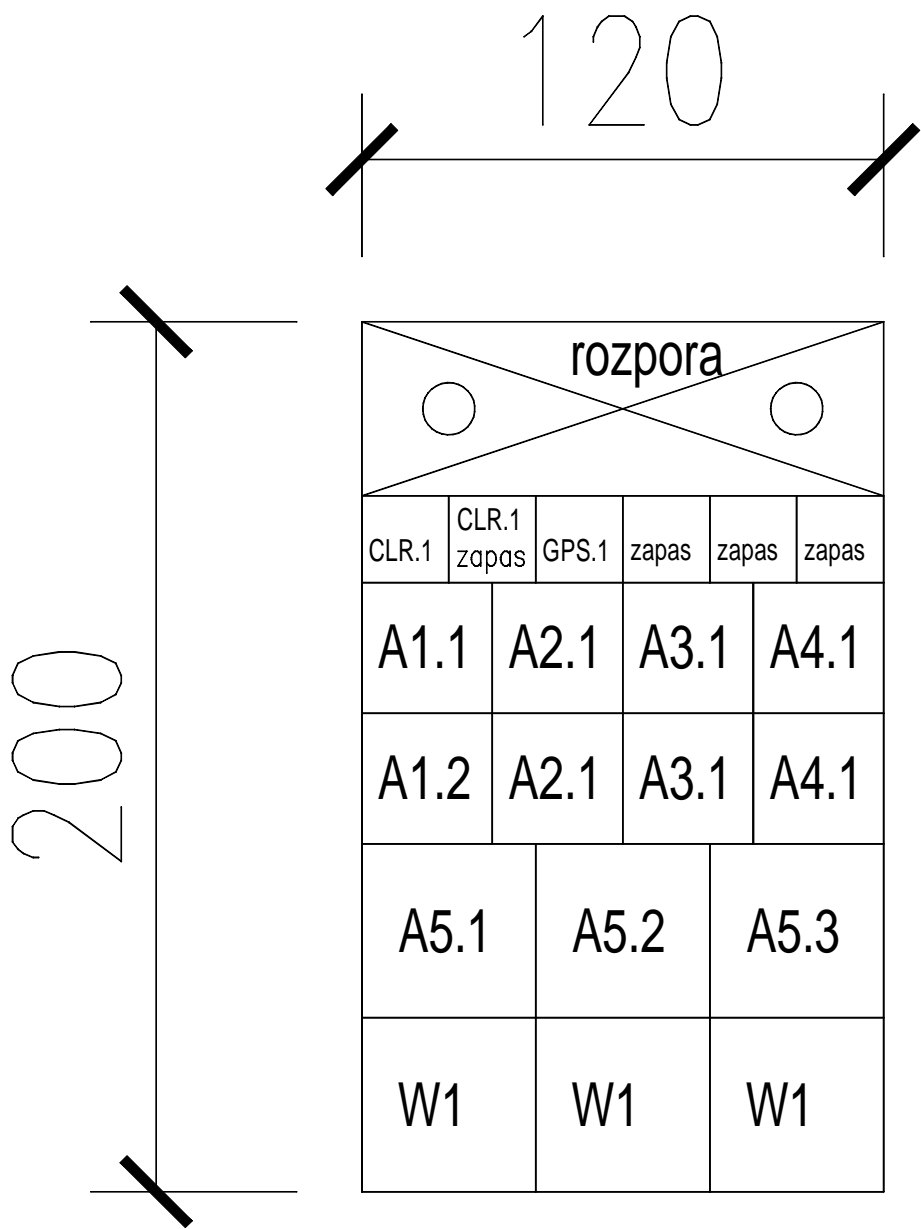 120
200
rozpora
CLR.1
CLR.1
zapas
GPS.1
zapas
zapas
zapas
A1.1 A2.1 A3.1 A4.1
A1.2 A2.1 A3.1 A4.1
A5.1 A5.2 A5.3
W1 W1 W1